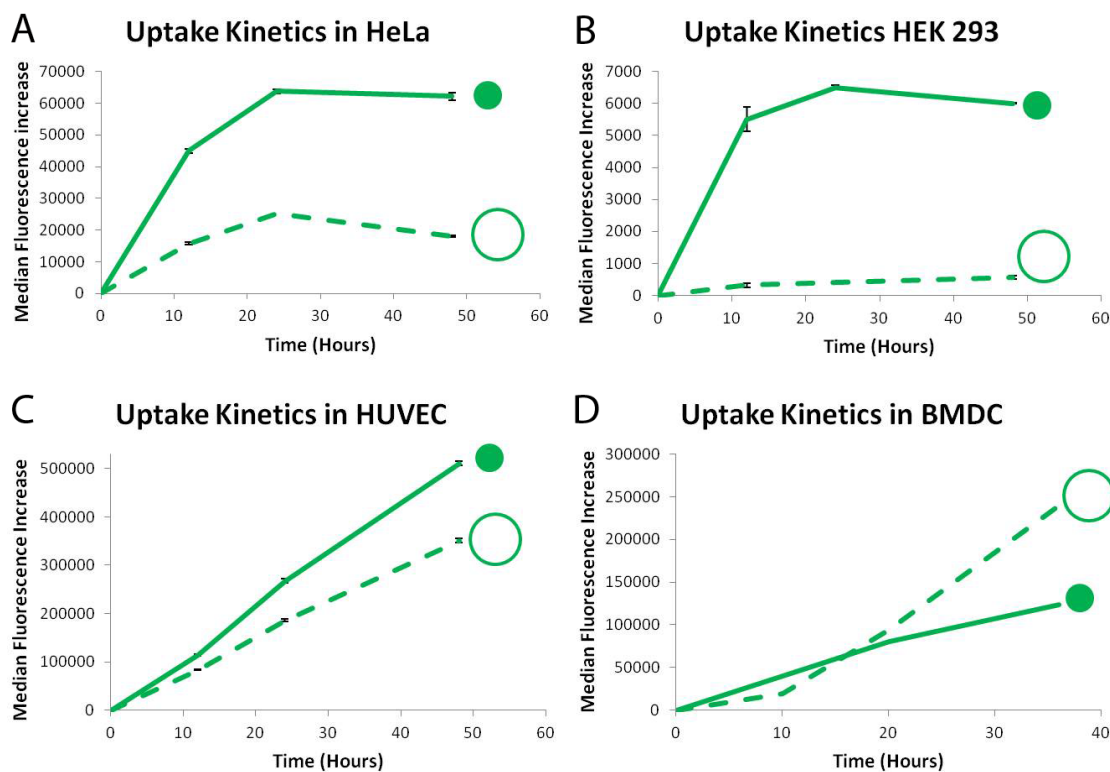 A
Uptake Kinetics in HeLa
Median Fluorescence increase
70000
60000
50000
40000
30000
20000
10000
0
0 10 20 30 40 50 60
Time (Hours)
B
Uptake Kinetics HEK 293
Median Fluorescence Increase
7000
6000
5000
4000
3000
2000
1000
0
0 10 20 30 40 50 60
Time (Hours)
C
Uptake Kinetics in HUVEC
Median Fluorescence Increase
500000
400000
300000
200000
100000
0
0 10 20 30 40 50 60
Time (Hours)
D
Uptake Kinetics in BMDC
Median Fluorescence Increase
300000
250000
200000
150000
100000
50000
0
0 10 20 30 40
Time (Hours)